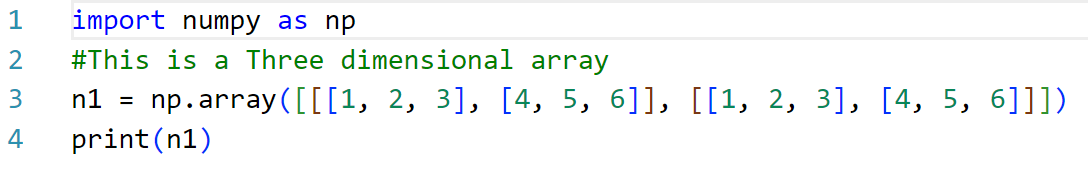 1 import numpy as np
2 #This is a Three dimensional array
3 n1 = np.array([[[1, 2, 3], [4, 5, 6]], [[1, 2, 3], [4, 5, 6]]])
4 print(n1)